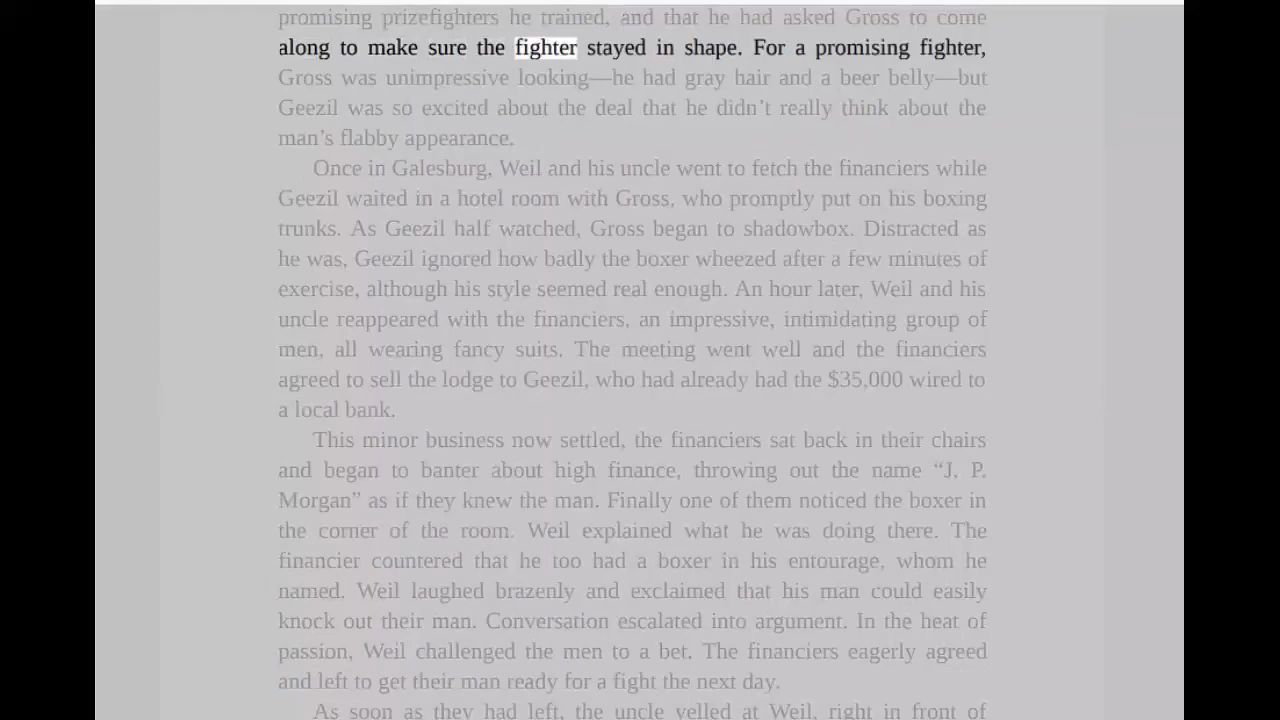 promising prizefighters he trained, and that he had asked Gross to come
along to make sure the fighter stayed in shape. For a promising fighter,
Gross was unimpressive looking—he had gray hair and a beer belly—but
Geezil was so excited about the deal that he didn’t really think about the
man’s flabby appearance.
Once in Galesburg, Weil and his uncle went to fetch the financiers while
Geezil waited in a hotel room with Gross, who promptly put on his boxing
trunks. As Geezil half watched, Gross began to shadowbox. Distracted as
he was, Geezil ignored how badly the boxer wheezed after a few minutes of
exercise, although his style seemed real enough. An hour later, Weil and his
uncle reappeared with the financiers, an impressive, intimidating group of
men, all wearing fancy suits. The meeting went well and the financiers
agreed to sell the lodge to Geezil, who had already had the $35,000 wired to
a local bank.
This minor business now settled, the financiers sat back in their chairs
and began to banter about high finance, throwing out the name “J. P.
Morgan” as if they knew the man. Finally one of them noticed the boxer in
the corner of the room. Weil explained what he was doing there. The
financier countered that he too had a boxer in his entourage, whom he
named. Weil laughed brazenly and exclaimed that his man could easily
knock out their man. Conversation escalated into argument. In the heat of
passion, Weil challenged the men to a bet. The financiers eagerly agreed
and left to get their man ready for a fight the next day.
As soon as they had left, the uncle yelled at Weil, right in front of